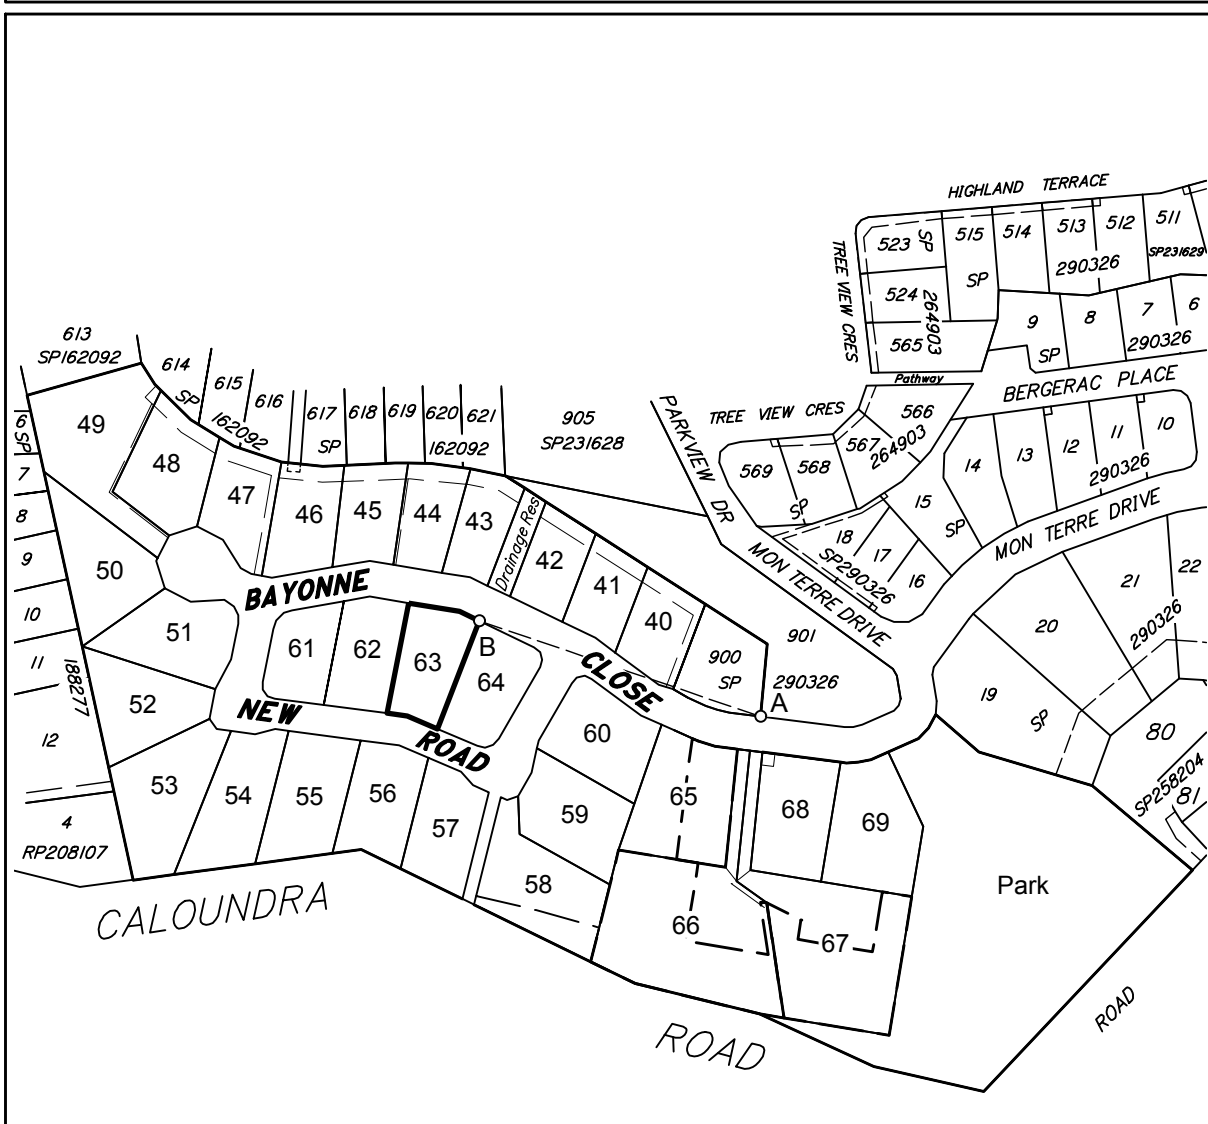 HIGHLAND TERRACE
TREE VIEW CRES
523
SP
524
264903
565
515
SP
514
513
290326
512
511
SP231629
9
SP
8
7
290326
6
Pathway
BERGERAC PLACE
613
SP162092
614
SP
615
162092
616
617
SP
618
619
620
162092
621
905
SP231628
PARKVIEW DR
TREE VIEW CRES
566
567
264903
568
SP
569
14
13
12
11
290326
10
15
SP
16
17
18
SP290326
MON TERRE DRIVE
MON TERRE DRIVE
6
SP
7
8
9
10
11
188277
12
4
RP208107
49
48
47
46
45
44
43
Drainage Res
42
41
40
900
SP
901
290326
A
B
50
51
52
53
54
55
56
57
58
59
60
61
62
63
64
BAYONNE
CLOSE
NEW
ROAD
65
66
67
68
69
19
SP
20
21
290326
22
80
SP258204
81
Park
CALOUNDRA
ROAD
ROAD